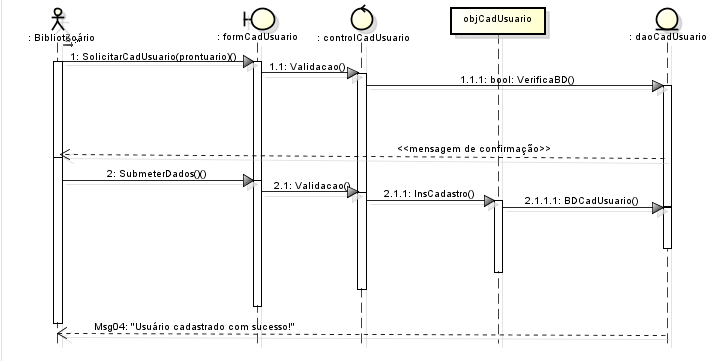 objCadUsuario
: Bibliotecário
: formCadUsuario
: controlCadUsuario
: daoCadUsuario
1: SolicitarCadUsuario(prontuario)()
1.1: Validacao()
1.1.1: bool: VerificaBD()
<<mensagem de confirmação>>
2: SubmeterDados()()
2.1: Validacao()
2.1.1: InsCadastro()
2.1.1.1: BDCadUsuario()
Msg04: "Usuário cadastrado com sucesso!"